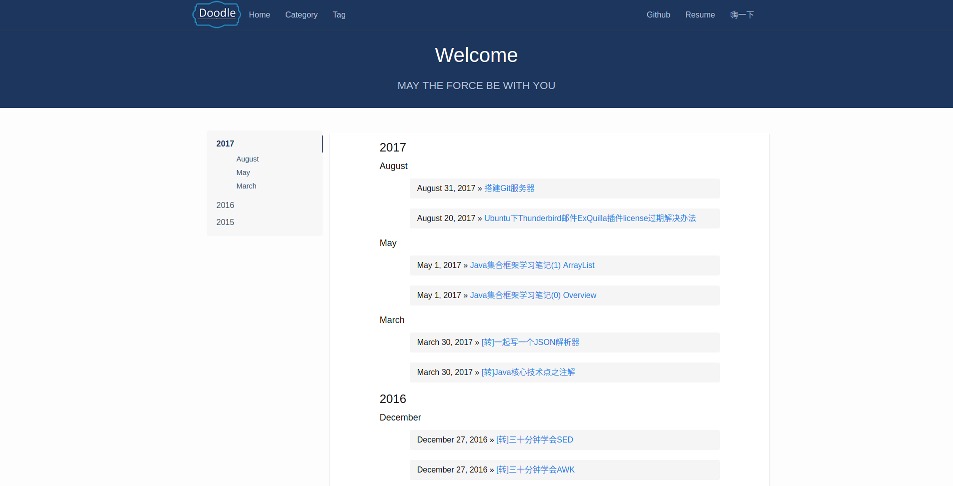 Doodle Home Category Tag Github Resume 嗨一下
Welcome
MAY THE FORCE BE WITH YOU
2017
August
May
March
2016
2015
2017
August
August 31, 2017 » 搭建Git服务器
August 20, 2017 » Ubuntu下Thunderbird邮件ExQuilla插件license过期解决办法
May
May 1, 2017 » Java集合框架学习笔记(1) ArrayList
May 1, 2017 » Java集合框架学习笔记(0) Overview
March
March 30, 2017 » [转]一起写一个JSON解析器
March 30, 2017 » [转]Java核心技术点之注解
2016
December
December 27, 2016 » [转]三十分钟学会SED
December 27, 2016 » [转]三十分钟学会AWK